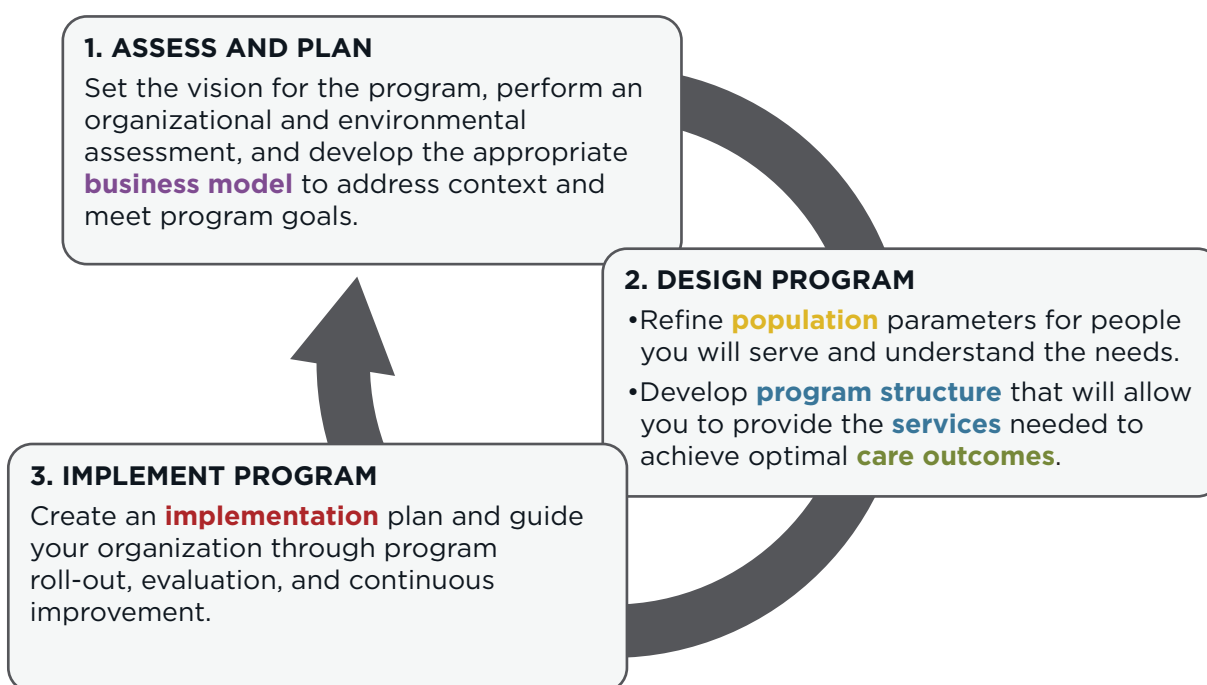 1. ASSESS AND PLAN
Set the vision for the program, perform an
organizational and environmental
assessment, and develop the appropriate
business model to address context and
meet program goals.
2. DESIGN PROGRAM
•Refine population parameters for people
you will serve and understand the needs.
•Develop program structure that will allow
you to provide the services needed to
achieve optimal care outcomes.
3. IMPLEMENT PROGRAM
Create an implementation plan and guide
your organization through program
roll-out, evaluation, and continuous
improvement.